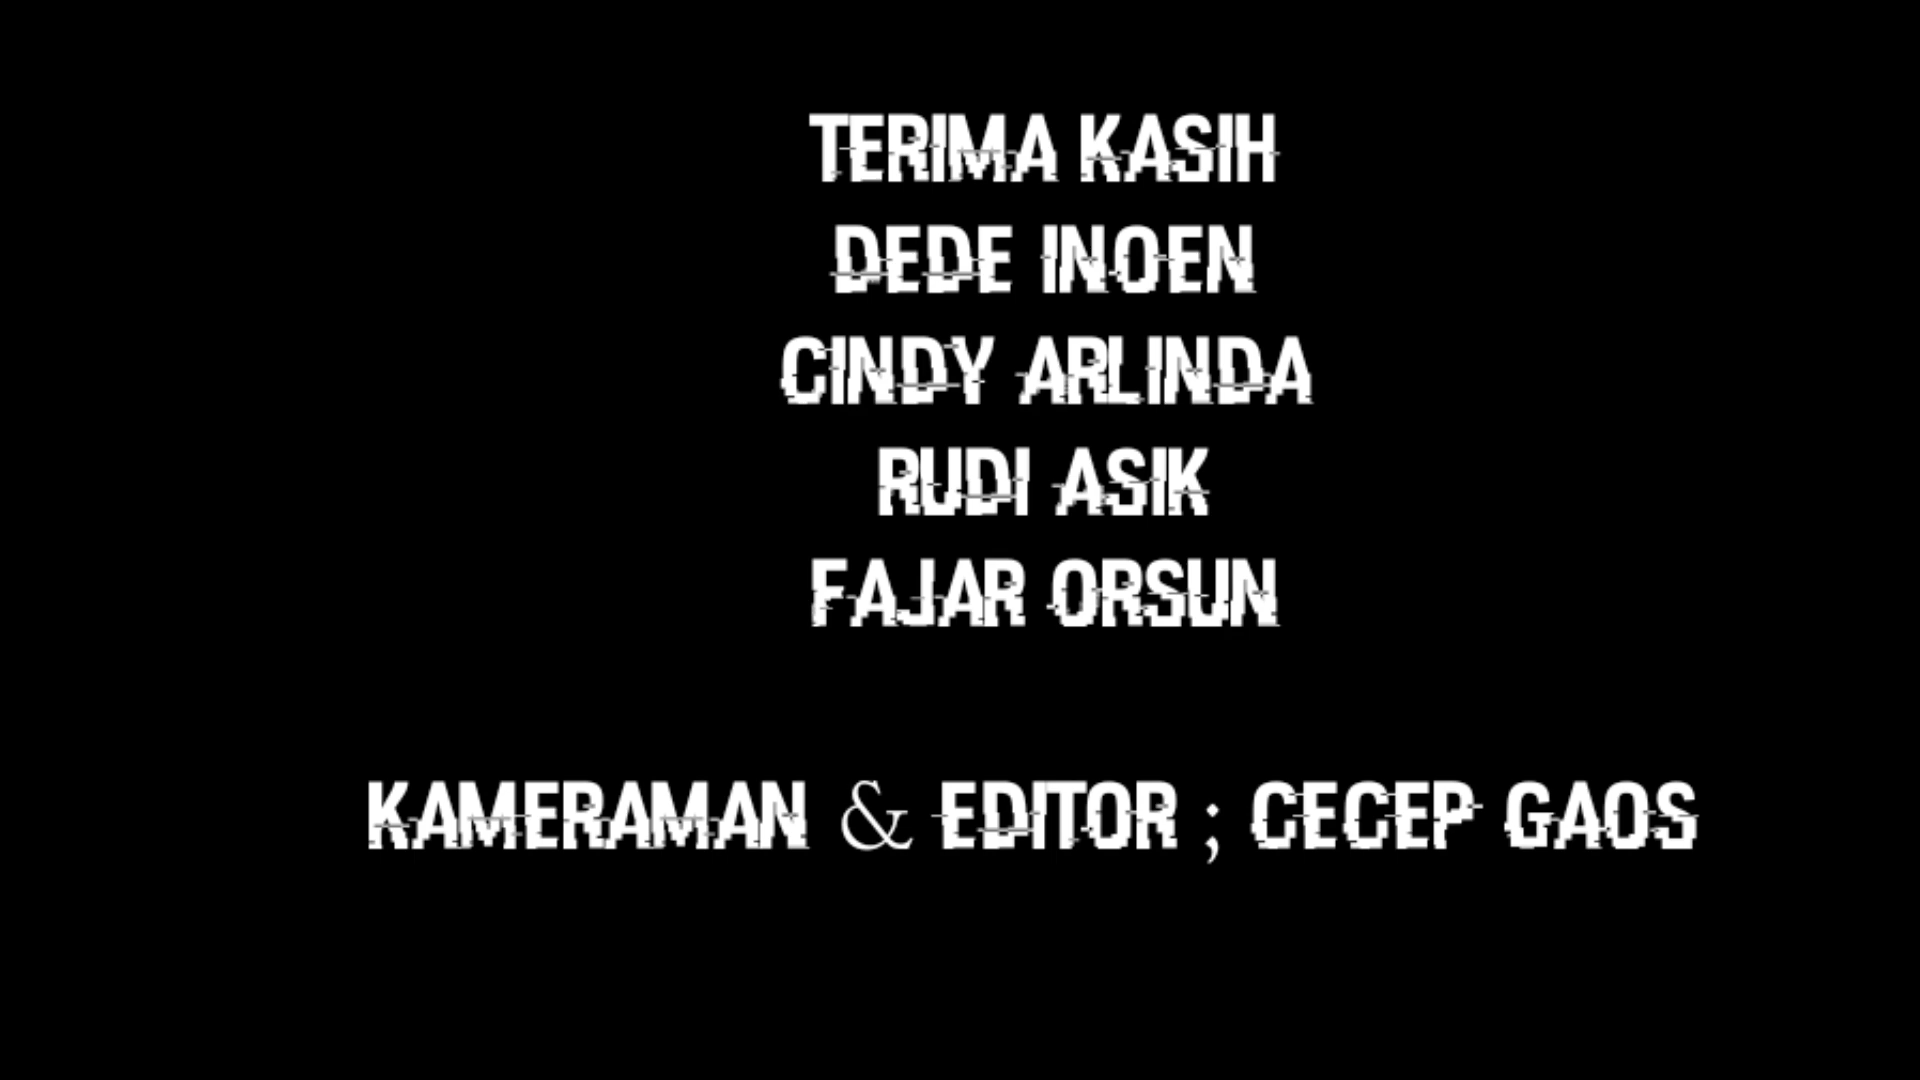 TERIMA KASIH
DEDE INOEN
CINDY ARLINDA
RUDI ASIK
FAJAR ORSUN
KAMERAMAN & EDITOR ; CECEP GAOS